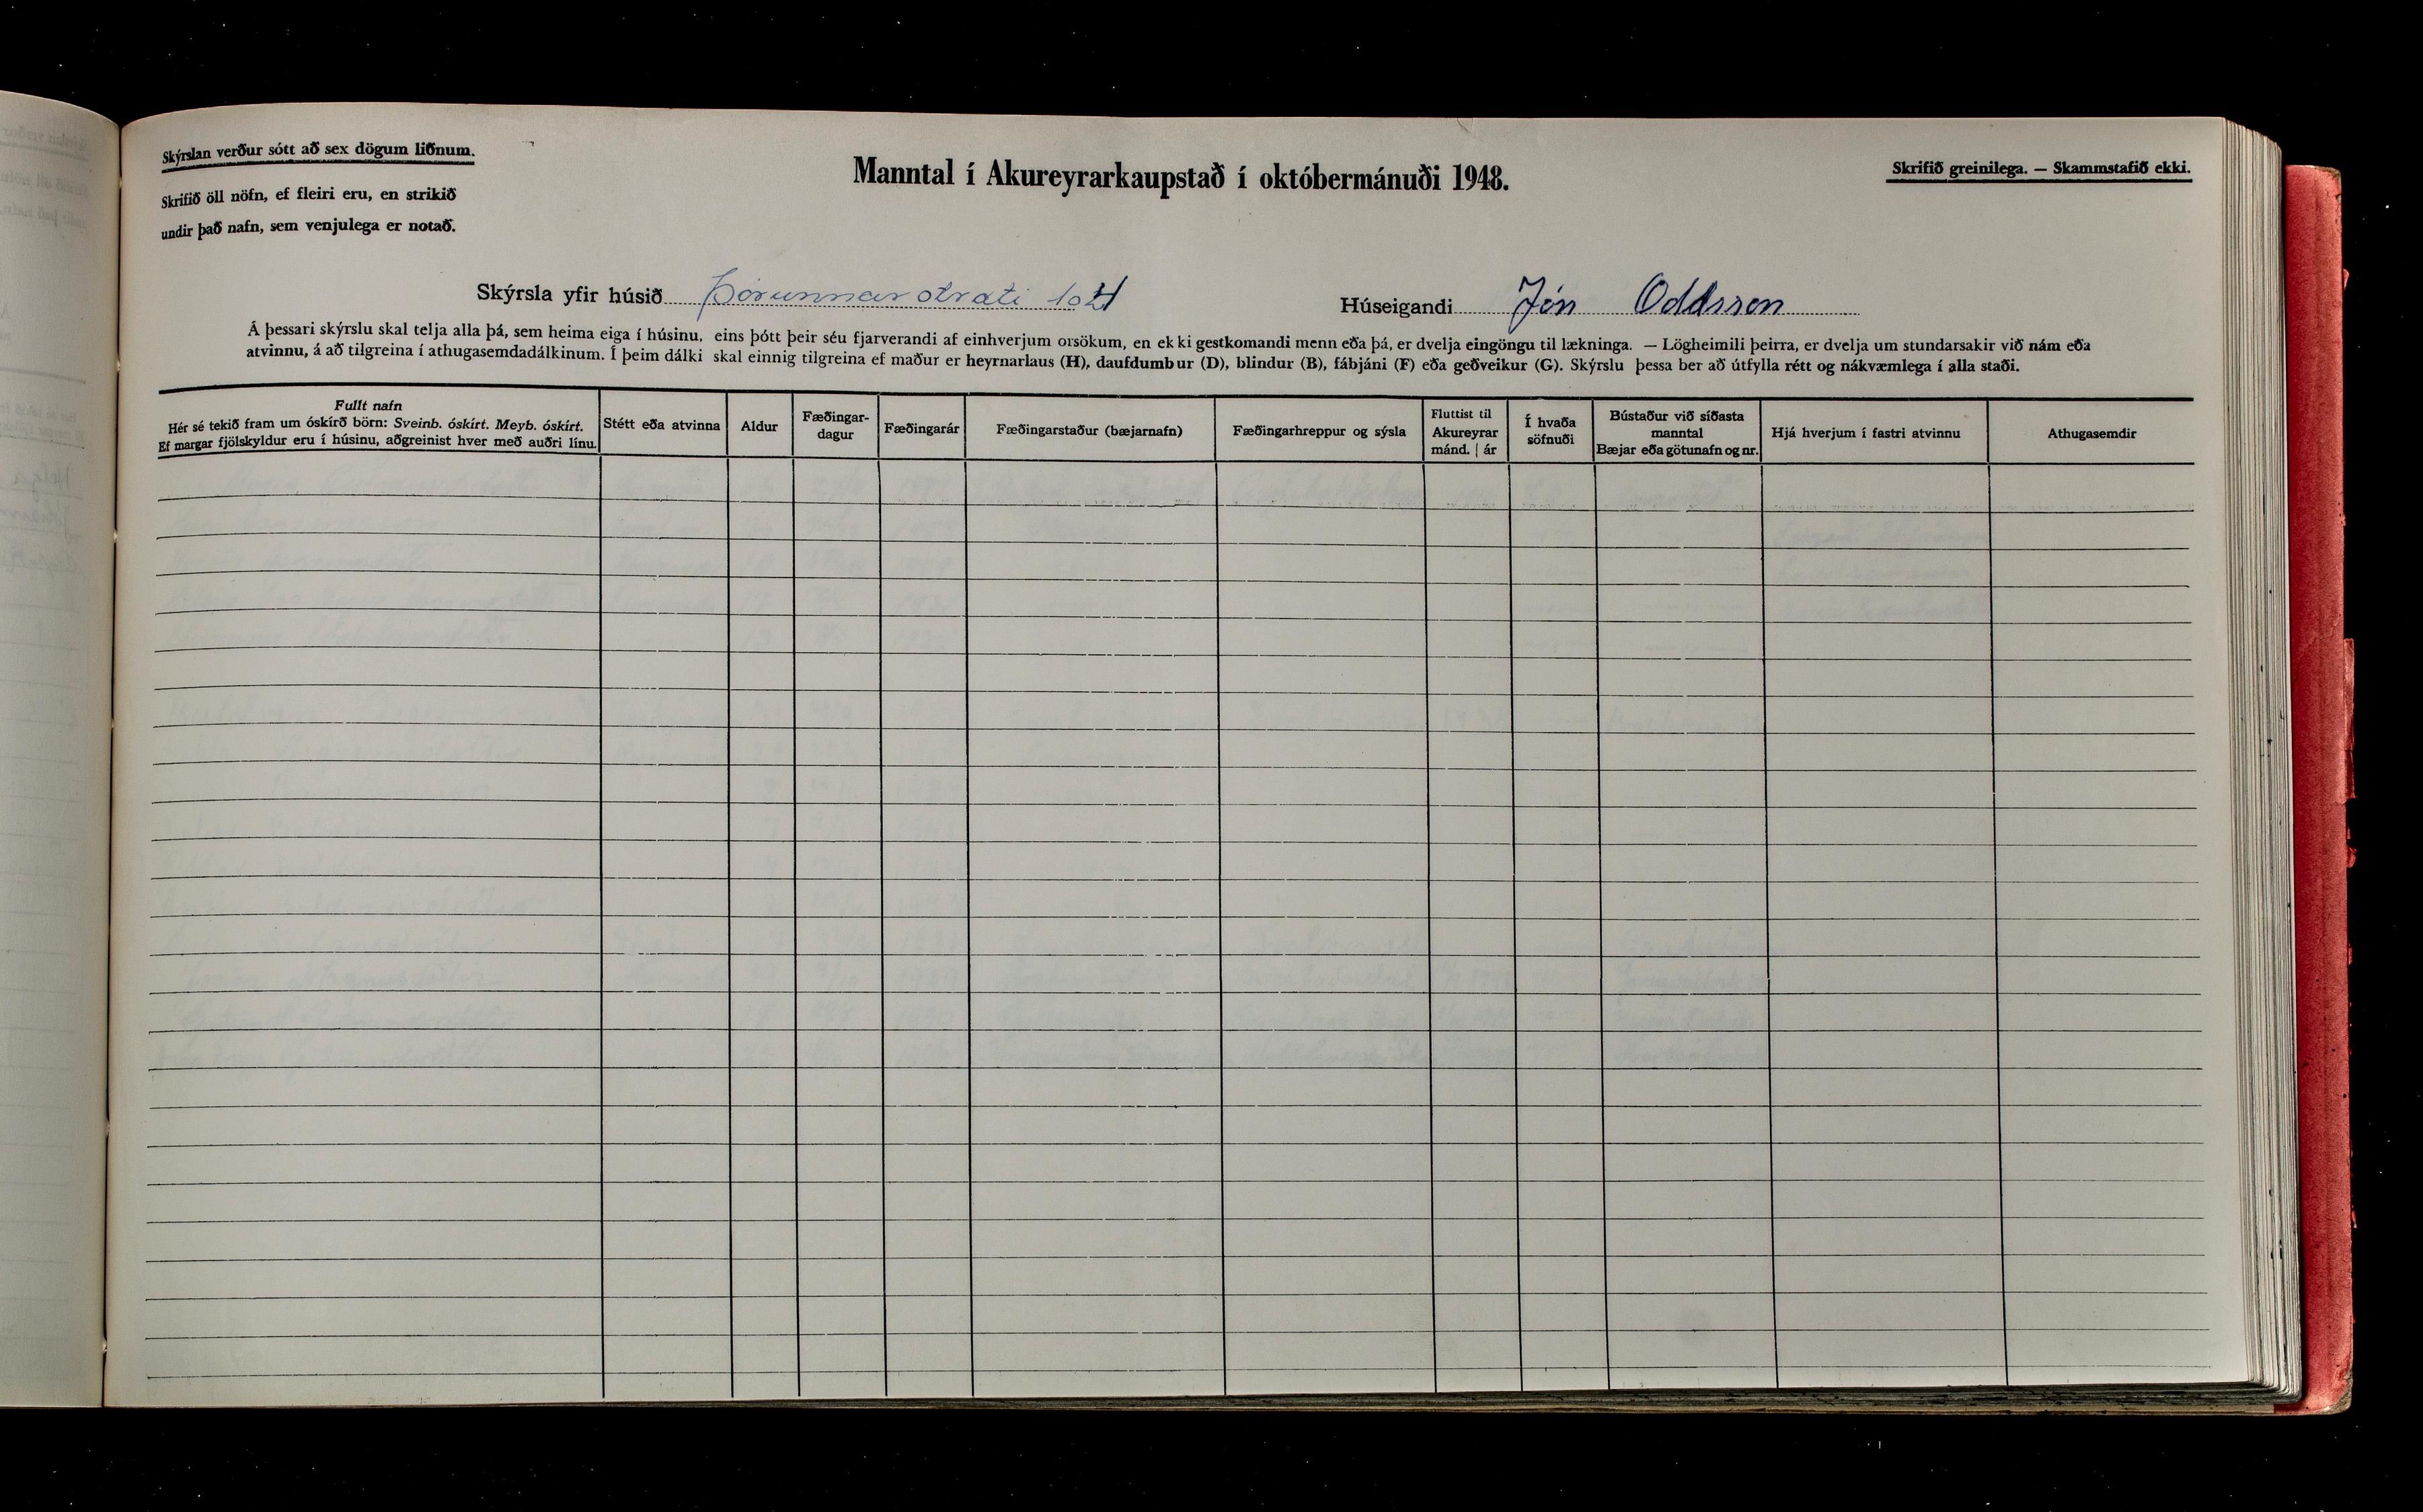 Skýrslan verður sótt að sex dögum liðnum.
Skrifið öll nöfn, ef fleiri eru, en strikið
undir það nafn, sem venjulega er notað.
Manntal í Akureyrarkaupstað í októbermánuði 1948.
Skrifið greinilega. — Skammstafið ekki.
Skýrsla yfir húsið Þórunnarstræti
Húseigandi Jón Oddsson
Á þessari skýrslu skal telja alla þá, sem heima eiga í húsinu, eins þótt þeir séu fjarverandi af einhverjum orsökum, en ekki gestkomandi menn eða þá, er dvelja eingöngu til lækninga. — Lögheimili þeirra, er dvelja um stundarsakir við nám eða
atvinnu, á að tilgreina í athugasemdadálkinum. Í þeim dálki skal einnig tilgreina ef maður er heyrnarlaus (H), daufdumbur (D), blindur (B), fábjáni (F) eða geðveikur (G). Skýrslu þessa ber að útfylla rétt og nákvæmlega í alla staði.
Fullt nafn
Hér sé tekið fram um óskírð börn: Sveinb. óskírt. Meyb. óskírt.
Ef margar fjölskyldur eru í húsinu, aðgreinist hver með auðri línu.
Stétt eða atvinna
Aldur
Fæðingar-
dagur
Fæðingarár
Fæðingarstaður (bæjarnafn)
Fæðingarhreppur og sýsla
Fluttist til
Akureyrar
mánd. | ár
Í hvaða
söfnuði
Bústaður við síðasta
manntal
Bæjar eða götunafn og nr.
Hjá hverjum í fastri atvinnu
Athugasemdir